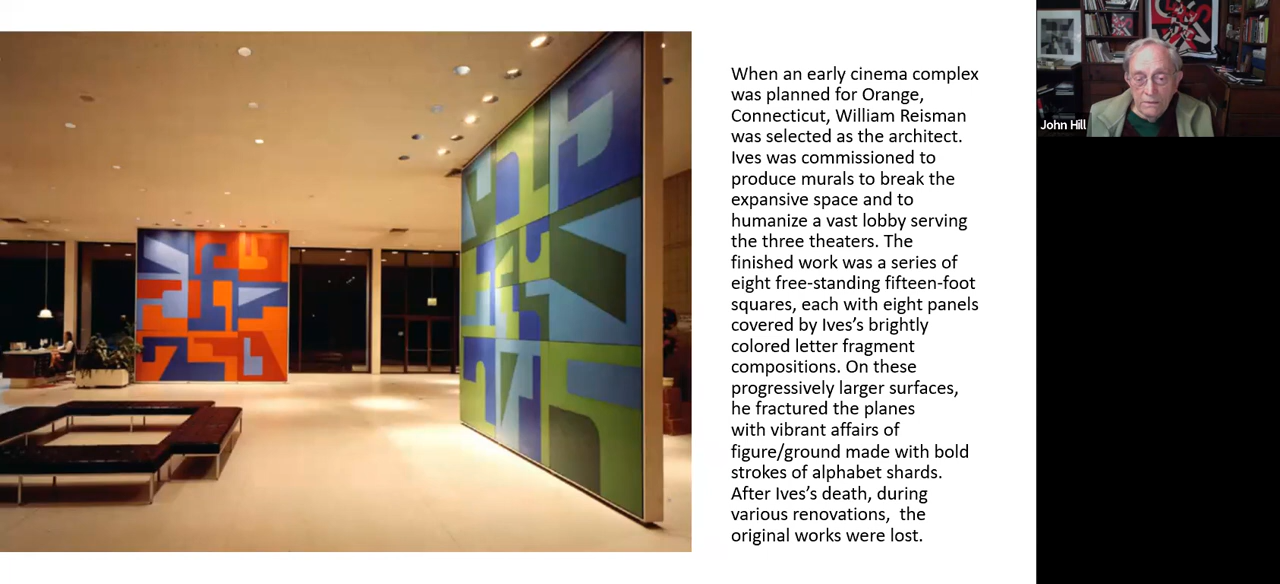 When an early cinema complex
was planned for Orange,
Connecticut, William Reisman
was selected as the architect.
Ives was commissioned to
produce murals to break the
expansive space and to
humanize a vast lobby serving
the three theaters. The
finished work was a series of
eight free-standing fifteen-foot
squares, each with eight panels
covered by Ives’s brightly
colored letter fragment
compositions. On these
progressively larger surfaces,
he fractured the planes
with vibrant affairs of
figure/ground made with bold
strokes of alphabet shards.
After Ives’s death, during
various renovations,  the
original works were lost.
John Hill